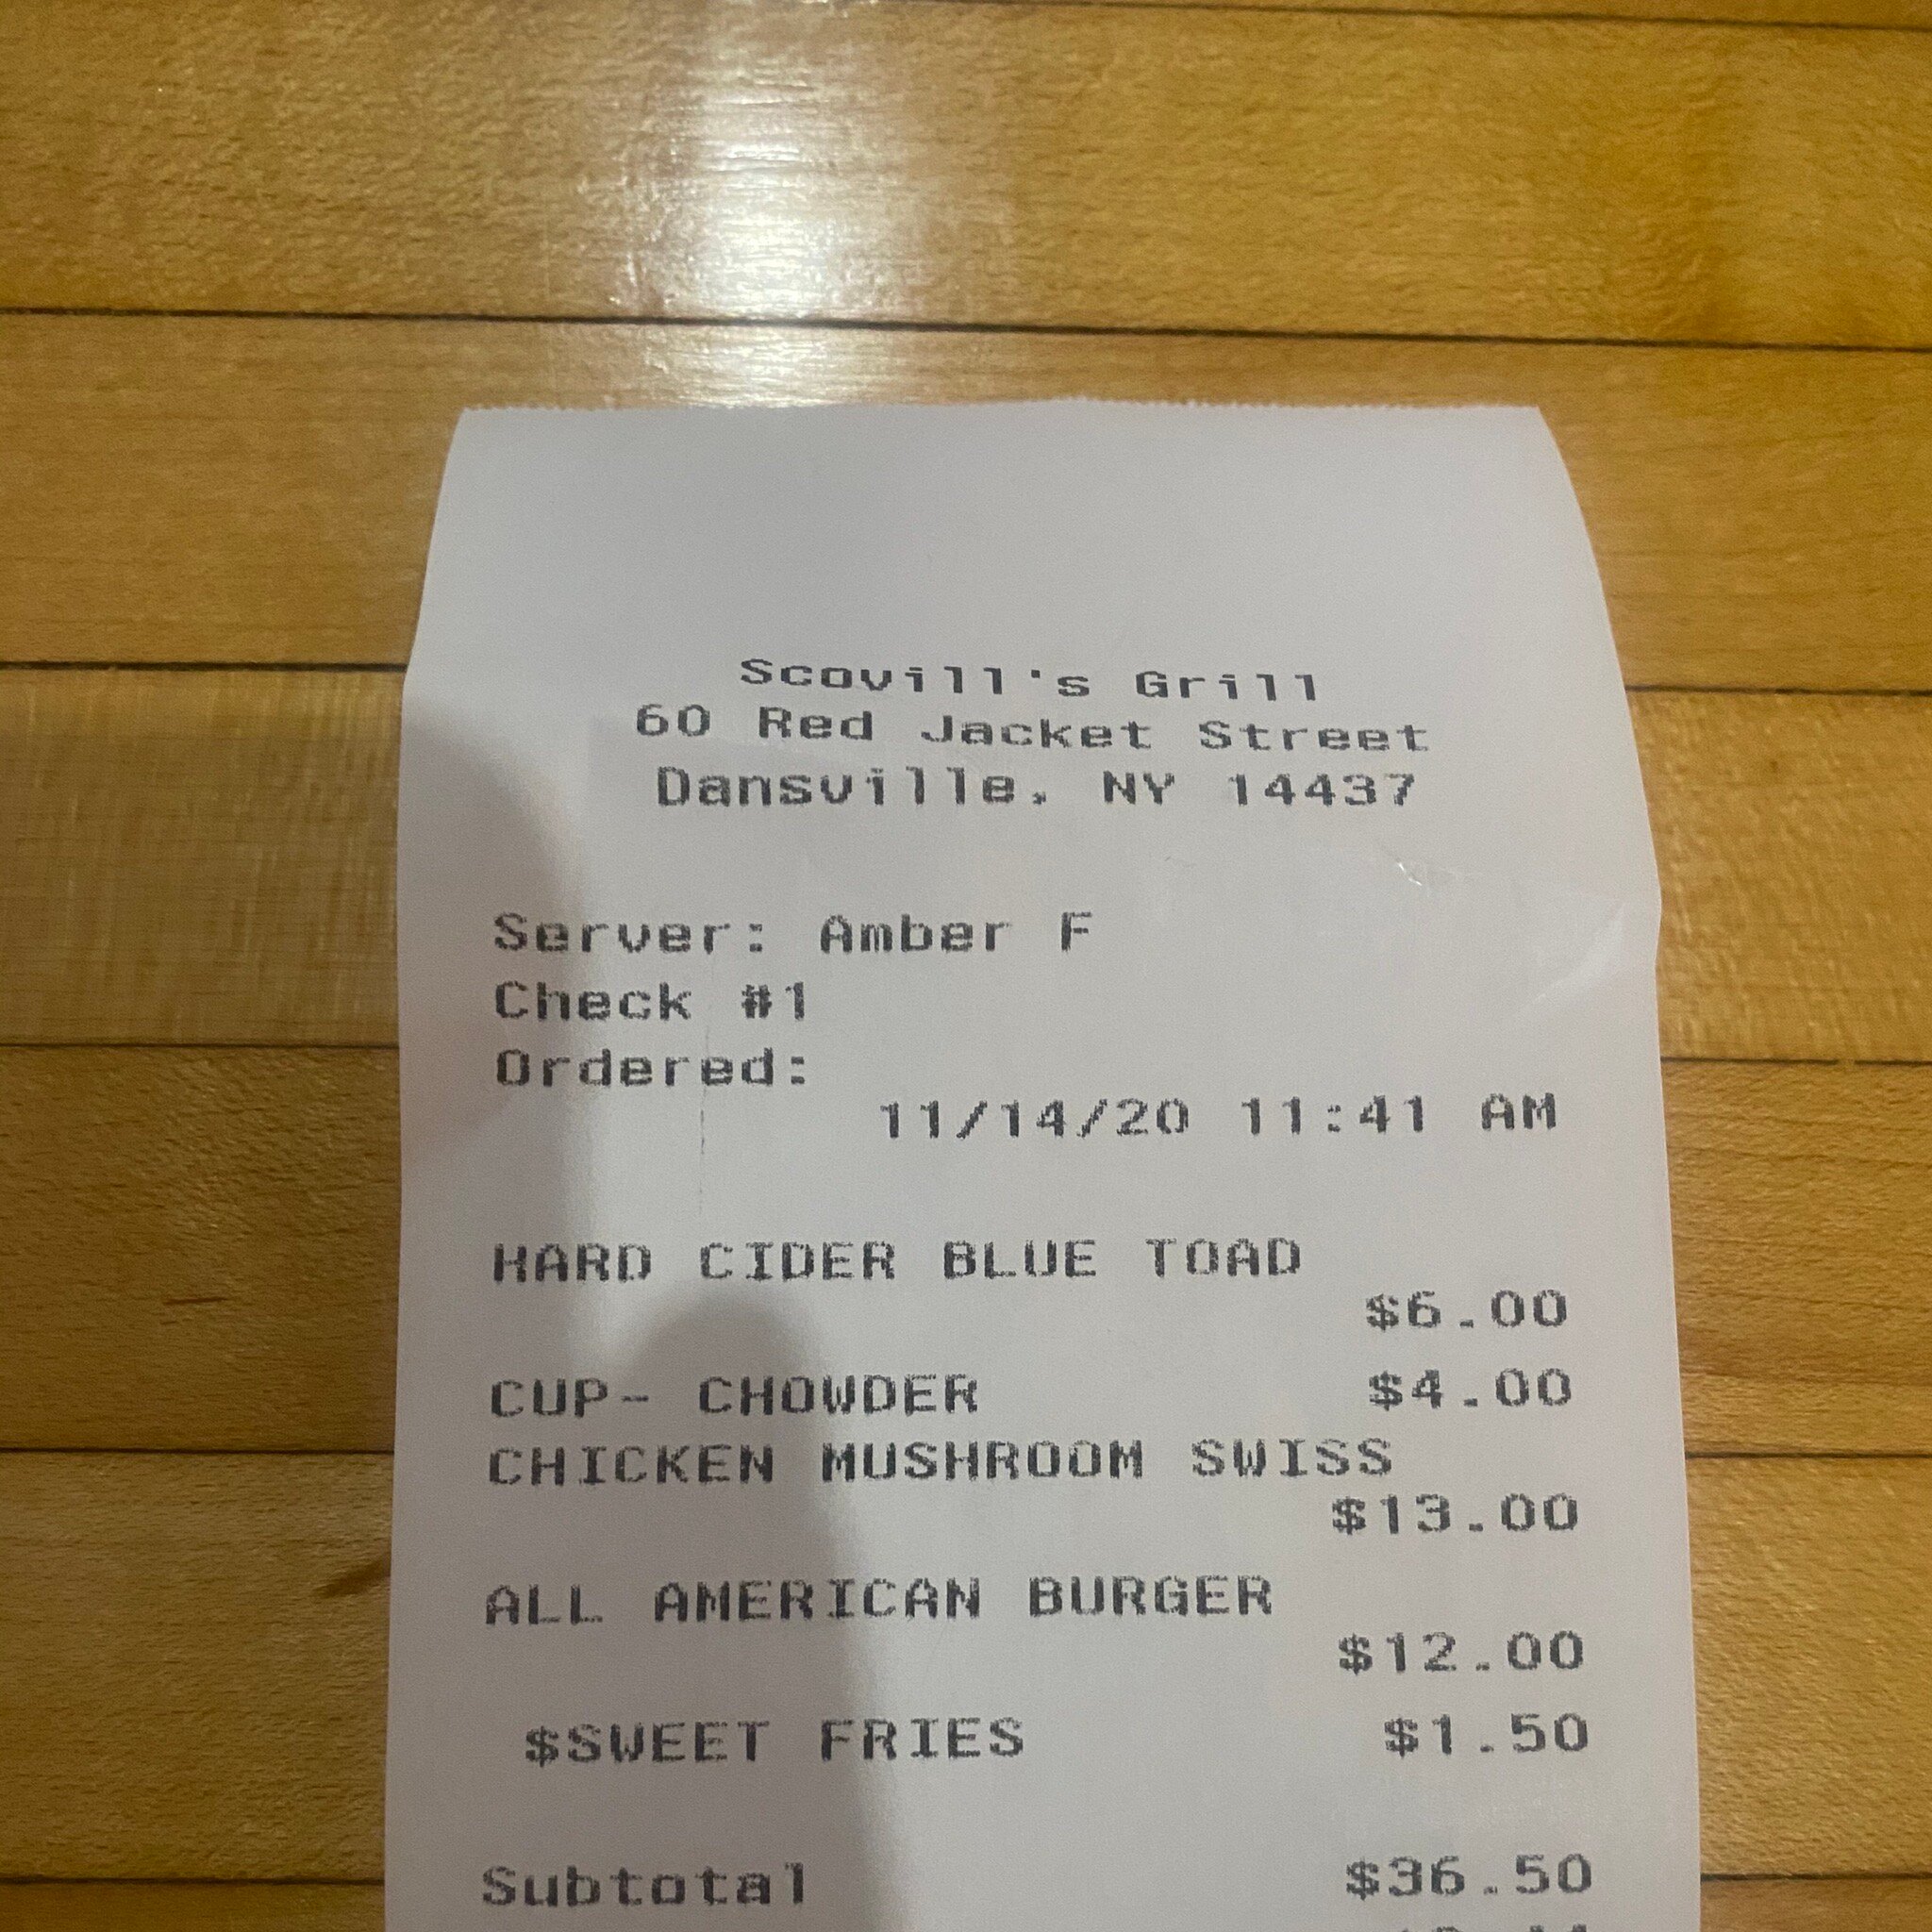 Scovill's Grill
60 Red Jacket Street
Dansville, NY 14437
Server: Amber F
Check #1
Ordered:
11/14/20 11:41 AM
HARD CIDER BLUE TOAD
$6.00
CUP- CHOWDER $4.00
CHICKEN MUSHROOM SWISS
$13.00
ALL AMERICAN BURGER
$12.00
$SWEET FRIES $1.50
Subtotal $36.50